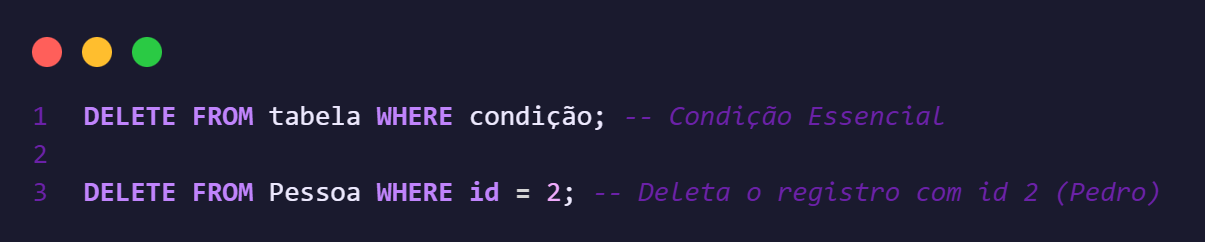 1 DELETE FROM tabela WHERE condição; -- Condição Essencial
2
3 DELETE FROM Pessoa WHERE id = 2; -- Deleta o registro com id 2 (Pedro)